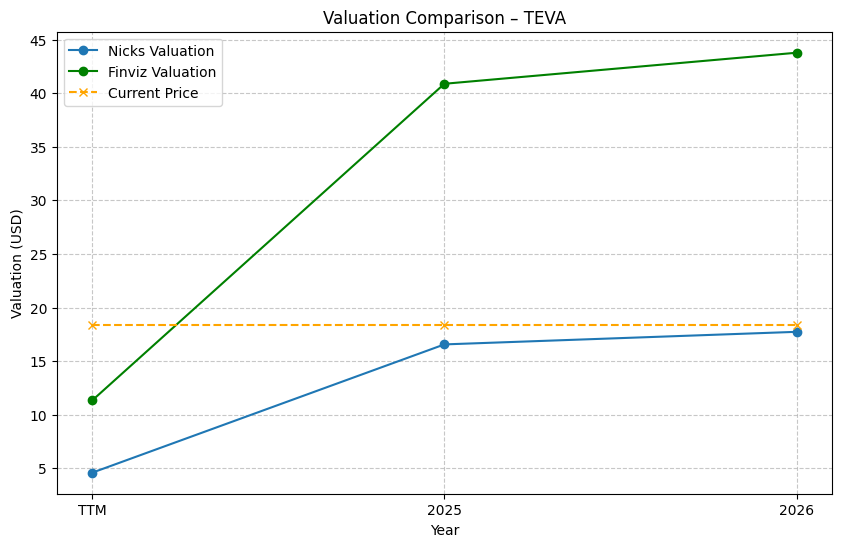 Valuation Comparison – TEVA
Nicks Valuation
Finviz Valuation
Current Price
Valuation (USD)
45
40
35
30
25
20
15
10
5
TTM
2025
2026
Year